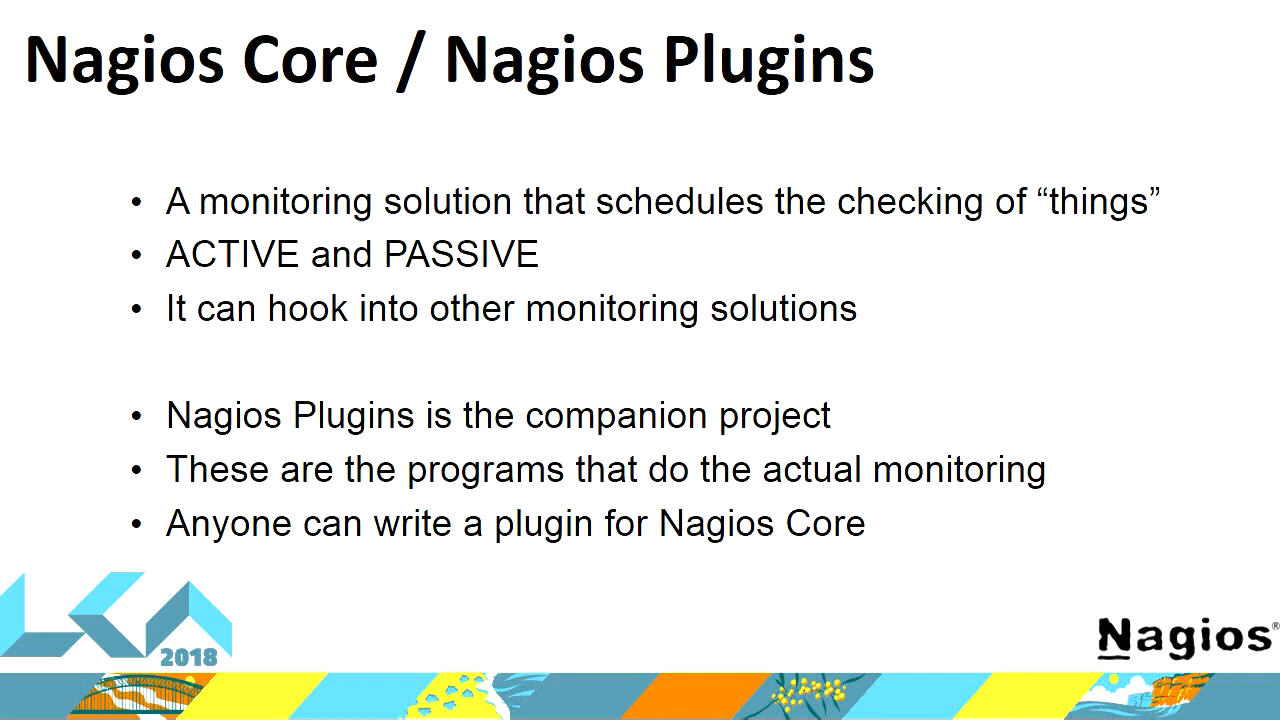 Nagios Core / Nagios Plugins
• A monitoring solution that schedules the checking of “things”
• ACTIVE and PASSIVE
• It can hook into other monitoring solutions
• Nagios Plugins is the companion project
• These are the programs that do the actual monitoring
• Anyone can write a plugin for Nagios Core
LCA
2018
Nagios®